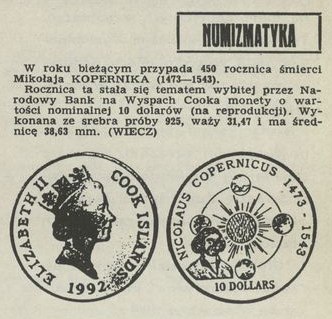 NUMIZMATYKA
W roku bieżącym przypada 450 rocznica śmierci
Mikołaja KOPERNIKA (1473—1543).
Rocznica ta stała się tematem wybitej przez Na-
rodowy Bank na Wyspach Cooka monety o war-
tości nominalnej 10 dolarów (na reprodukcji). Wy-
konana ze srebra próby 925, waży 31,47 i ma śred-
nicę 38,63 mm. (WIECZ)
ELIZABETH II COOK ISLANDS
1992
NICOLAUS COPERNICUS 1473 - 1543
10 DOLLARS